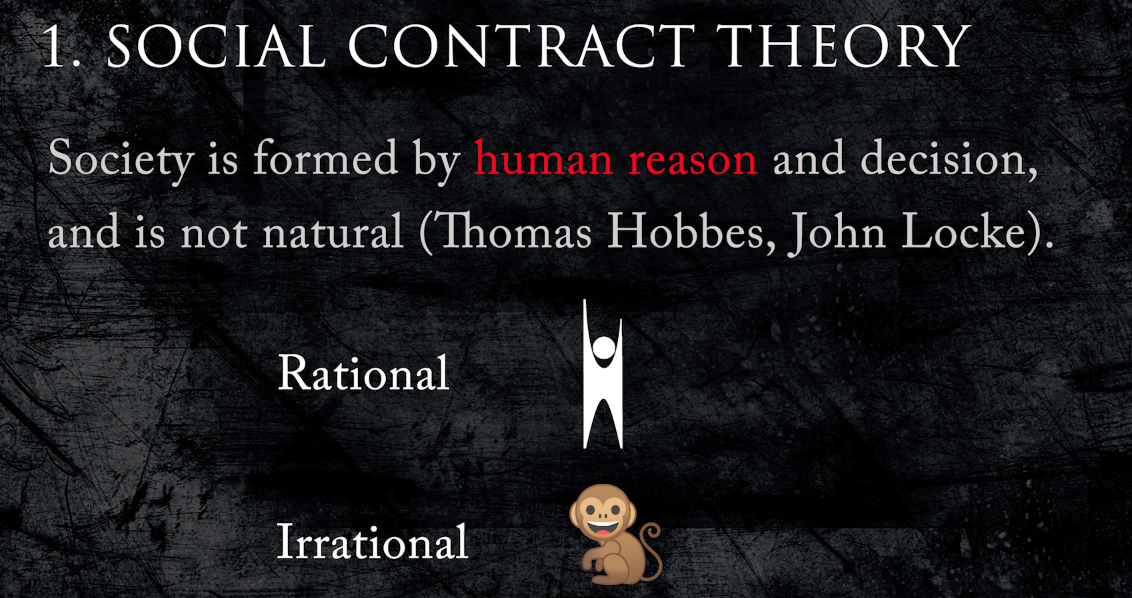 1. SOCIAL CONTRACT THEORY
Society is formed by human reason and decision,
and is not natural (Thomas Hobbes, John Locke).
Rational
Irrational